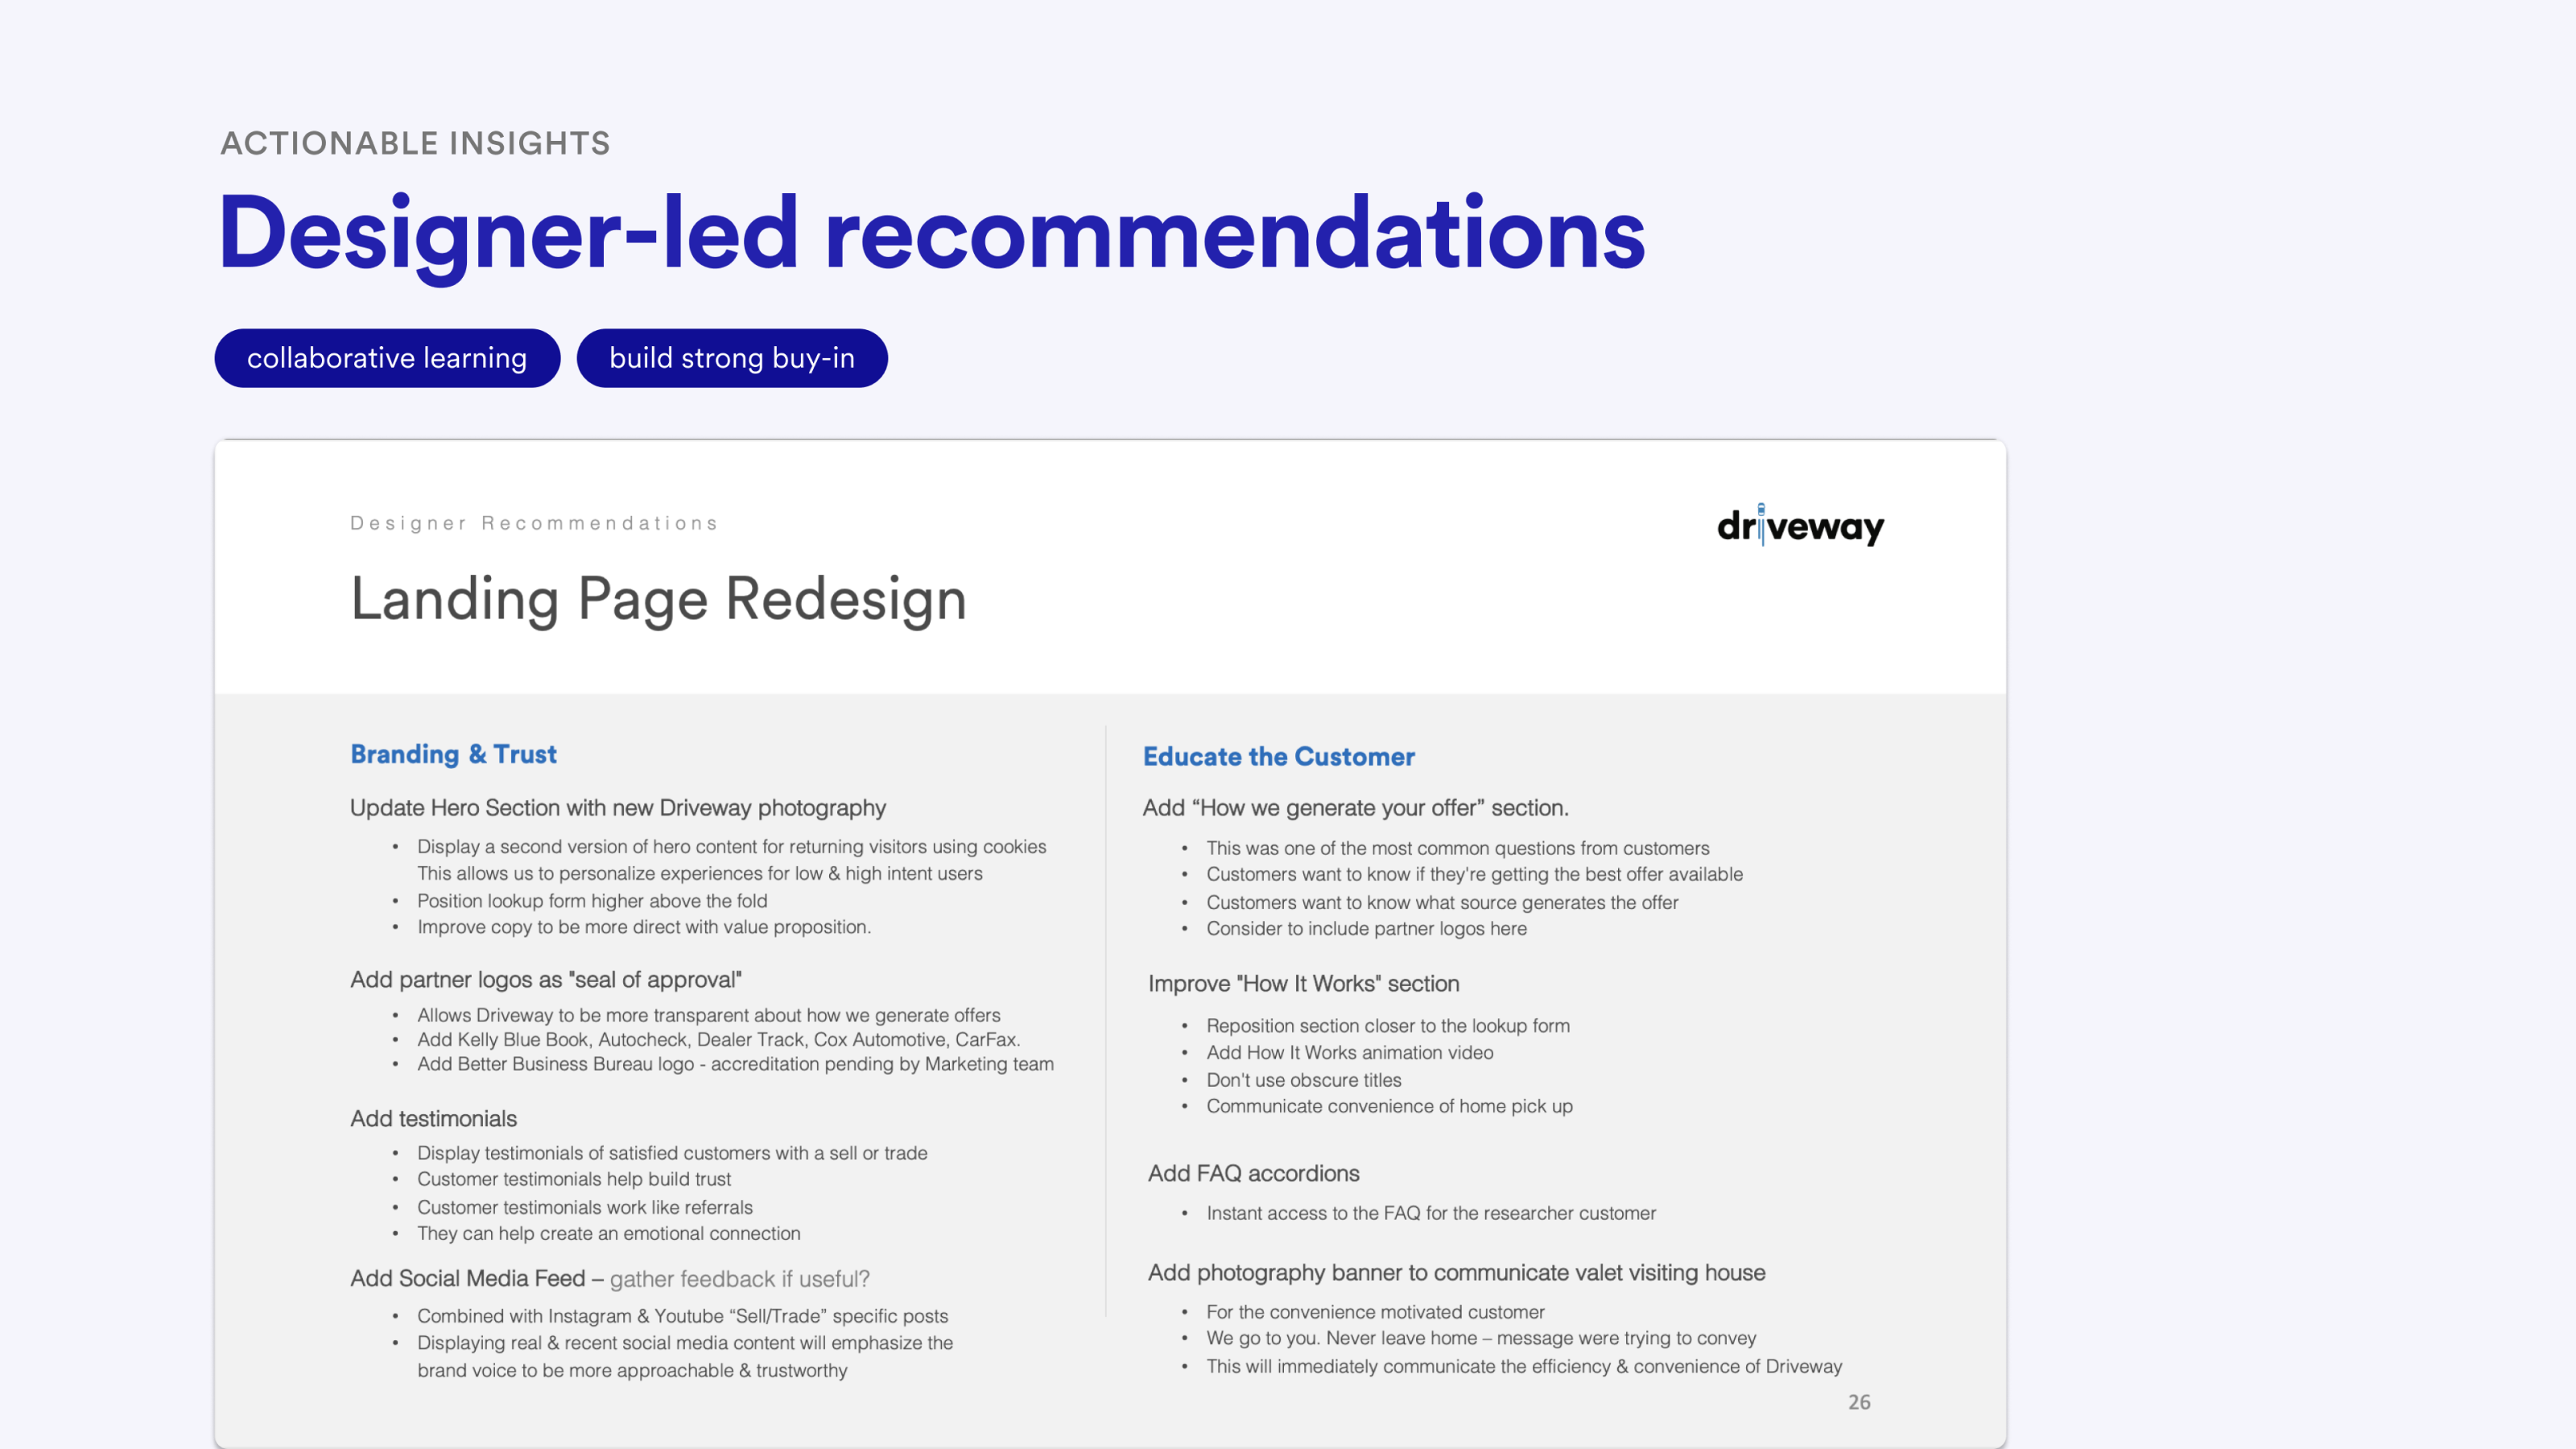 ACTIONABLE INSIGHTS
Designer-led recommendations
collaborative learning
build strong buy-in
Designer Recommendations
driveway
Landing Page Redesign
Branding & Trust
Update Hero Section with new Driveway photography
• Display a second version of hero content for returning visitors using cookies
This allows us to personalize experiences for low & high intent users
• Position lookup form higher above the fold
• Improve copy to be more direct with value proposition.
Add partner logos as "seal of approval"
• Allows Driveway to be more transparent about how we generate offers
• Add Kelly Blue Book, Autocheck, Dealer Track, Cox Automotive, CarFax.
• Add Better Business Bureau logo - accreditation pending by Marketing team
Add testimonials
• Display testimonials of satisfied customers with a sell or trade
• Customer testimonials help build trust
• Customer testimonials work like referrals
• They can help create an emotional connection
Add Social Media Feed – gather feedback if useful?
• Combined with Instagram & Youtube “Sell/Trade” specific posts
• Displaying real & recent social media content will emphasize the
brand voice to be more approachable & trustworthy
Educate the Customer
Add “How we generate your offer” section.
• This was one of the most common questions from customers
• Customers want to know if they're getting the best offer available
• Customers want to know what source generates the offer
• Consider to include partner logos here
Improve "How It Works" section
• Reposition section closer to the lookup form
• Add How It Works animation video
• Don't use obscure titles
• Communicate convenience of home pick up
Add FAQ accordions
• Instant access to the FAQ for the researcher customer
Add photography banner to communicate valet visiting house
• For the convenience motivated customer
• We go to you. Never leave home – message were trying to convey
• This will immediately communicate the efficiency & convenience of Driveway
26